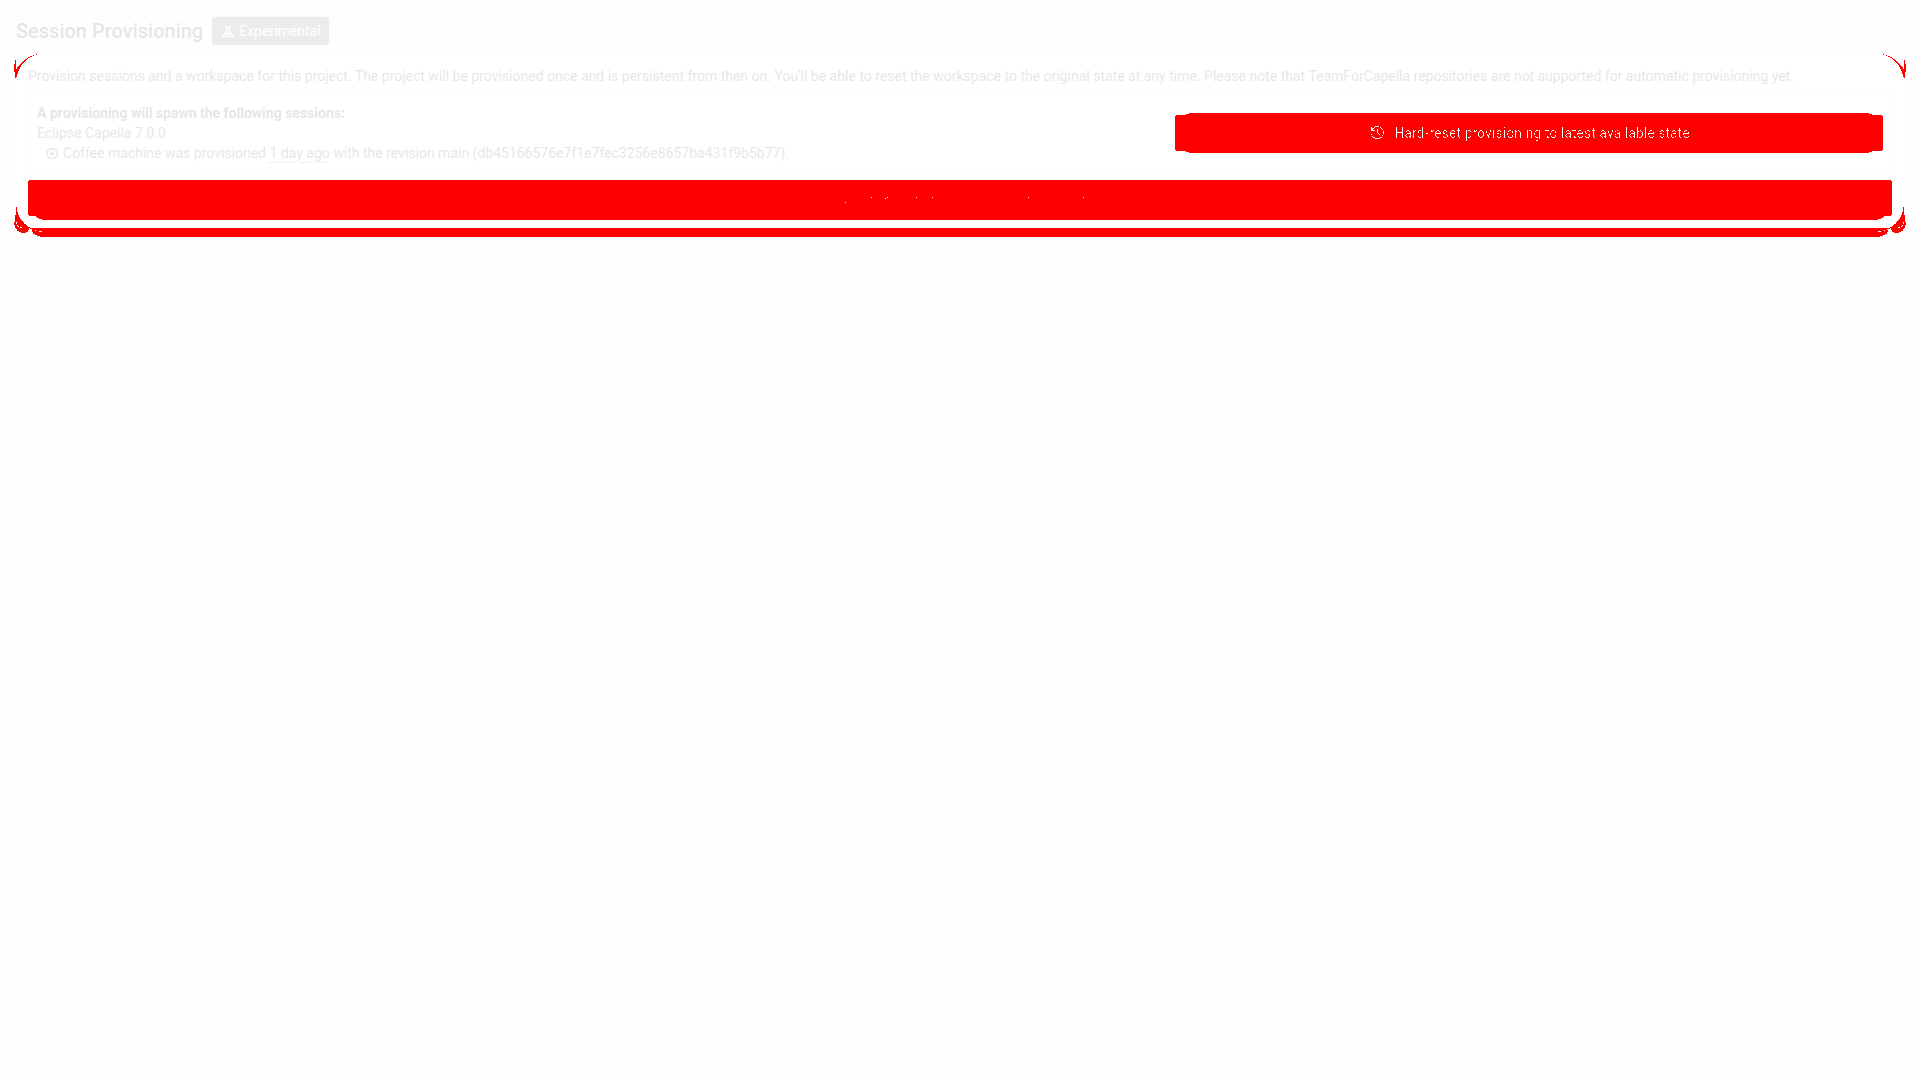 Session Provisioning
Experimental
Provision sessions and a workspace for this project. The project will be provisioned once and is persistent from then on. You'll be able to reset the workspace to the original state at any time. Please note that TeamForCapella repositories are not supported for automatic provisioning yet.
A provisioning will spawn the following sessions:
Eclipse Capella 7.0.0
Coffee machine was provisioned 1 day ago with the revision main (db45166576e7f1e7fec3256e8657ba431f9b5b77).
Hard-reset provisioning to latest available state